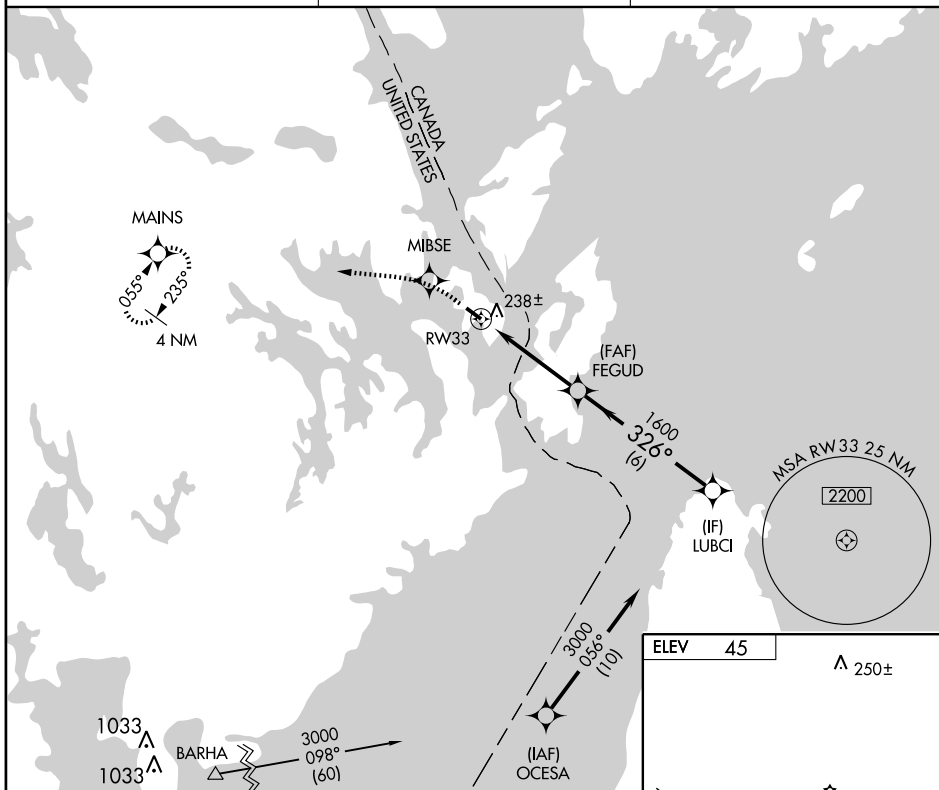 CANADA
UNITED STATES
MAINS
055°
235°
4 NM
MIBSE
238±
RW33
(FAF)
FEGUD
1600
326°
(6)
MSA RW33 25 NM
2200
(IF)
LUBCI
3000
056°
(10)
ELEV 45
250±
1033
1033
BARHA
3000
098°
(60)
(IAF)
OCESA